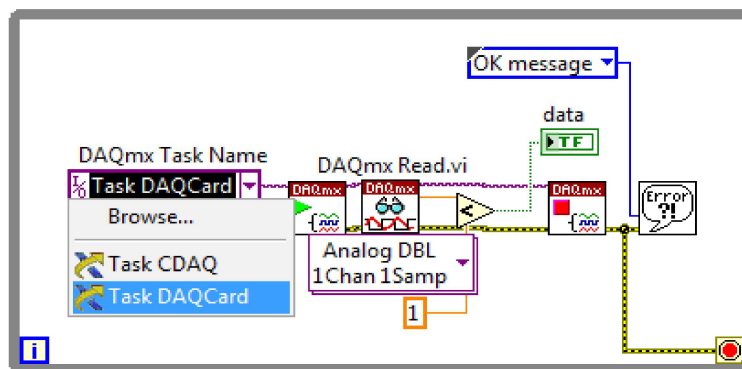 OK message
data
TF
DAQmx Task Name
DAQmx Read.vi
I/O Task DAQCard
DAQmx
DAQmx
DAQmx
Error
?!
<
Browse...
Task CDAQ
Task DAQCard
Analog DBL
1Chan 1Samp
1
i